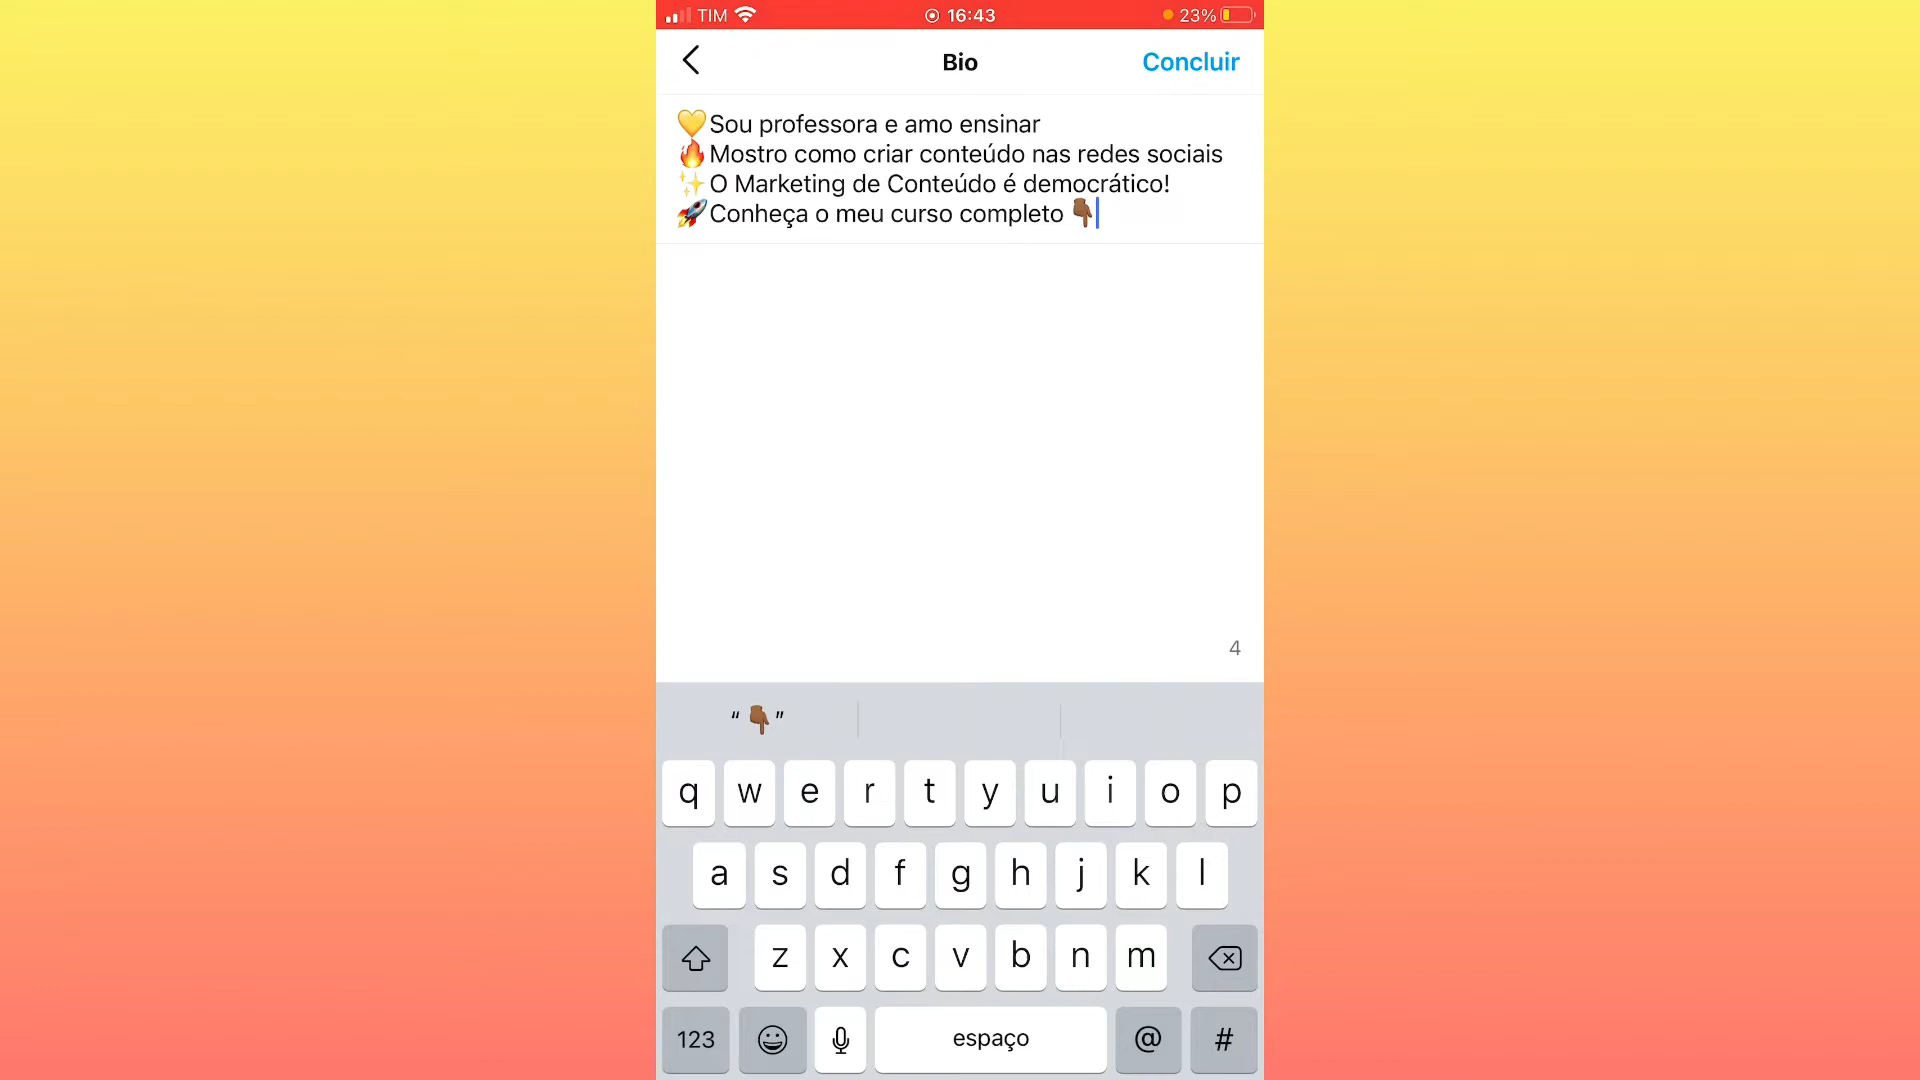 TIM 16:43 23%
Bio Concluir
💛Sou professora e amo ensinar
🔥Mostro como criar conteúdo nas redes sociais
✨O Marketing de Conteúdo é democrático!
🚀Conheça o meu curso completo 👇🏾
4
“👇🏾”
q w e r t y u i o p
a s d f g h j k l
z x c v b n m
123 espaço @ #